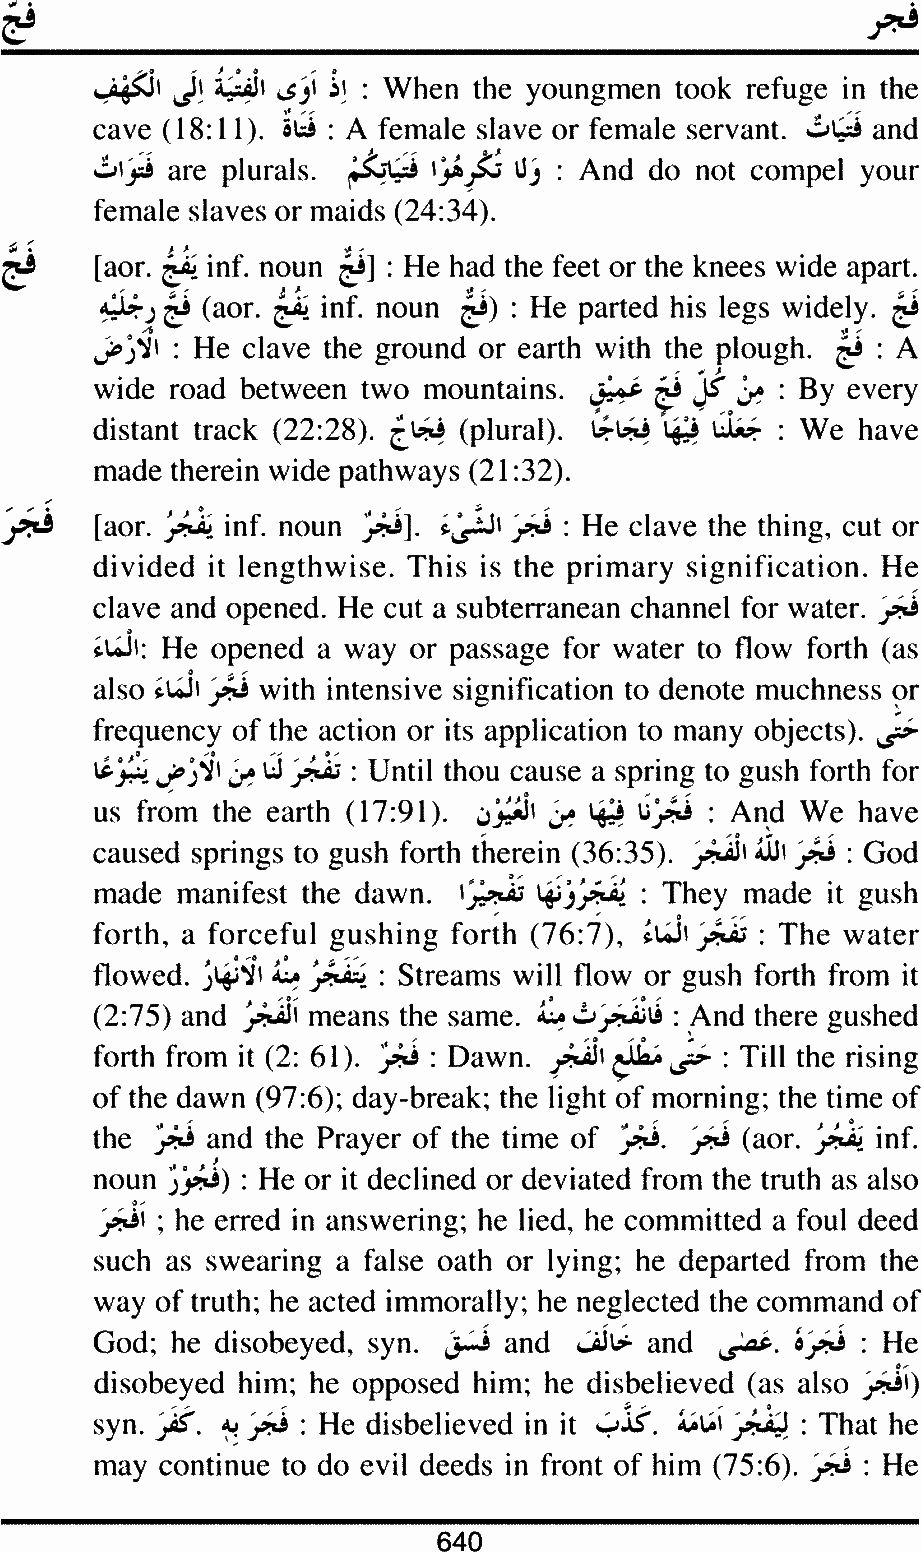 فجّ فجر
اِذْ اَوَى الْفِتْيَةُ اِلَى الْكَهْفِ : When the youngmen took refuge in the
cave (18:11). فَتَاةٌ : A female slave or female servant. فَتَيَاتٌ and
فَتَوَاتٌ are plurals. وَلَا تُكْرِهُوْا فَتَيَاتِكُمْ : And do not compel your
female slaves or maids (24:34).
فَجَّ [aor. يَفَجُّ inf. noun فَجٌّ] : He had the feet or the knees wide apart.
فَجَّ رِجْلَيْهِ (aor. يَفُجُّ inf. noun فَجٌّ) : He parted his legs widely. فَجَّ
الْاَرْضَ : He clave the ground or earth with the plough. فَجٌّ : A
wide road between two mountains. مِنْ كُلِّ فَجٍّ عَمِيْقٍ : By every
distant track (22:28). فِجَاجٌ (plural). جَعَلْنَا فِيْهَا فِجَاجًا : We have
made therein wide pathways (21:32).
فَجَرَ [aor. يَفْجُرُ inf. noun فَجْرٌ]. فَجَرَ الشَّيْءَ : He clave the thing, cut or
divided it lengthwise. This is the primary signification. He
clave and opened. He cut a subterranean channel for water. فَجَرَ
الْمَاءَ: He opened a way or passage for water to flow forth (as
also فَجَّرَ الْمَاءَ with intensive signification to denote muchness or
frequency of the action or its application to many objects). حَتّٰى
تَفْجُرَ لَنَا مِنَ الْاَرْضِ يَنْبُوْعًا : Until thou cause a spring to gush forth for
us from the earth (17:91). فَجَّرْنَا فِيْهَا مِنَ الْعُيُوْنِ : And We have
caused springs to gush forth therein (36:35). فَجَّرَ اللّٰهُ الْفَجْرَ : God
made manifest the dawn. يُفَجِّرُوْنَهَا تَفْجِيْرًا : They made it gush
forth, a forceful gushing forth (76:7), تَفَجَّرَ الْمَاءُ : The water
flowed. يَتَفَجَّرُ مِنْهُ الْاَنْهَارُ : Streams will flow or gush forth from it
(2:75) and اَلْفَجْرُ means the same. فَانْفَجَرَتْ مِنْهُ : And there gushed
forth from it (2: 61). فَجْرٌ : Dawn. حَتّٰى مَطْلَعِ الْفَجْرِ : Till the rising
of the dawn (97:6); day-break; the light of morning; the time of
the فَجْرٌ and the Prayer of the time of فَجْرٌ. فَجَرَ (aor. يَفْجُرُ inf.
noun فُجُوْرٌ) : He or it declined or deviated from the truth as also
اَفْجَرَ ; he erred in answering; he lied, he committed a foul deed
such as swearing a false oath or lying; he departed from the
way of truth; he acted immorally; he neglected the command of
God; he disobeyed, syn. فَسَقَ and خَالَفَ and عَصٰى. فَجَرَهُ : He
disobeyed him; he opposed him; he disbelieved (as also اَفْجَرَ)
syn. كَفَرَ. فَجَرَ بِهٖ : He disbelieved in it كَذَّبَ. لِيَفْجُرَ اَمَامَهُ : That he
may continue to do evil deeds in front of him (75:6). فَجَرَ : He
640